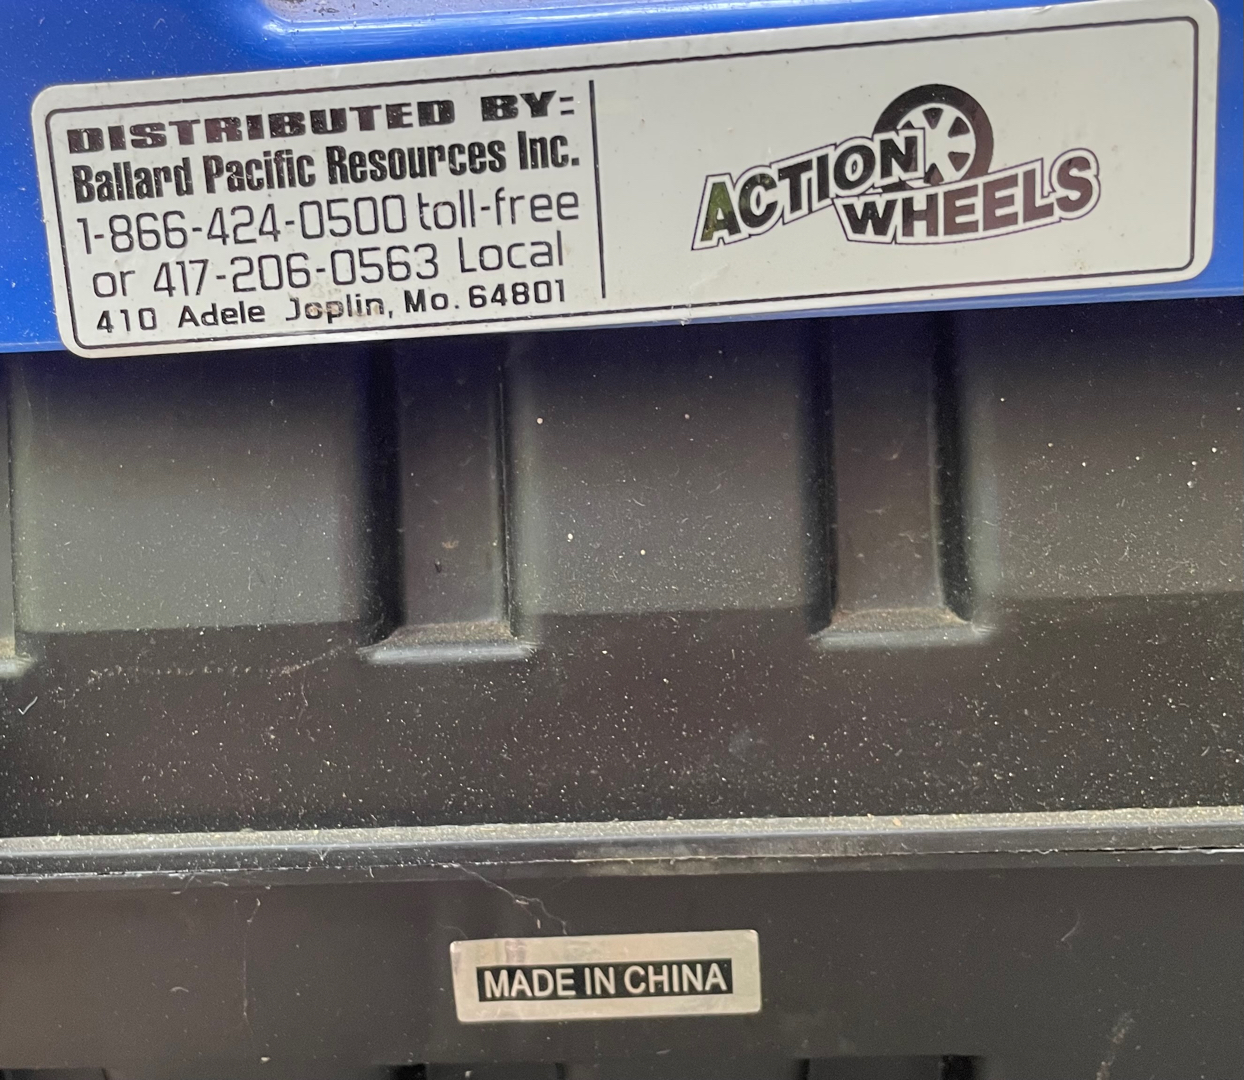 DISTRIBUTED BY:
Ballard Pacific Resources Inc.
1-866-424-0500 toll-free
or 417-206-0563 Local
410 Adele Joplin, Mo. 64801
ACTION
WHEELS
MADE IN CHINA